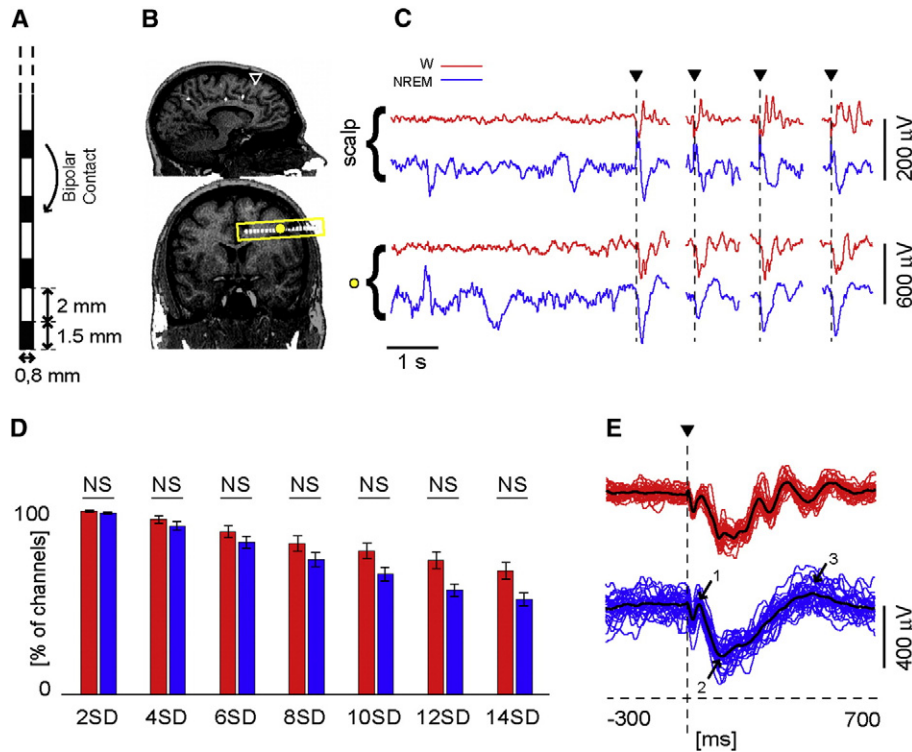 A
Bipolar
Contact
2 mm
1.5 mm
0,8 mm
B
C
W
NREM
scalp
200 µV
600 µV
1 s
D
NS NS NS NS NS NS NS
100
[% of channels]
0
2SD 4SD 6SD 8SD 10SD 12SD 14SD
E
1
3
2
400 µV
-300 700
[ms]